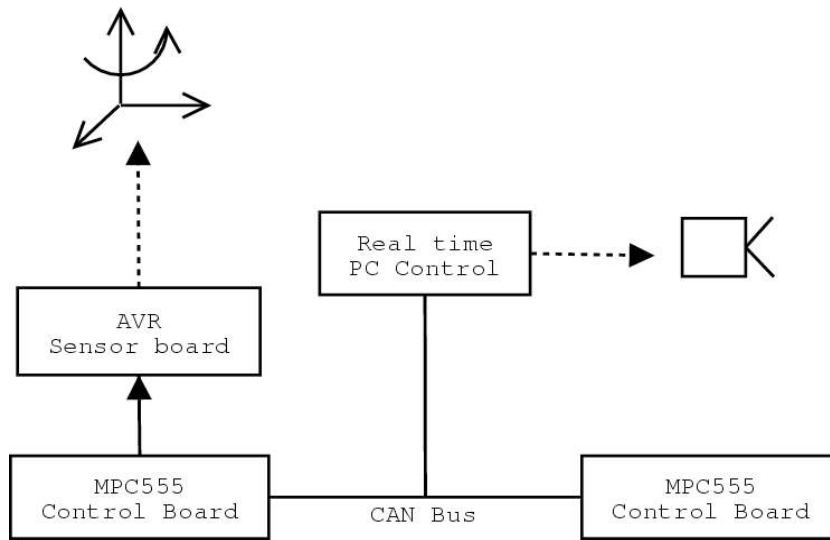 Real time
PC Control
AVR
Sensor board
MPC555
Control Board
CAN Bus
MPC555
Control Board